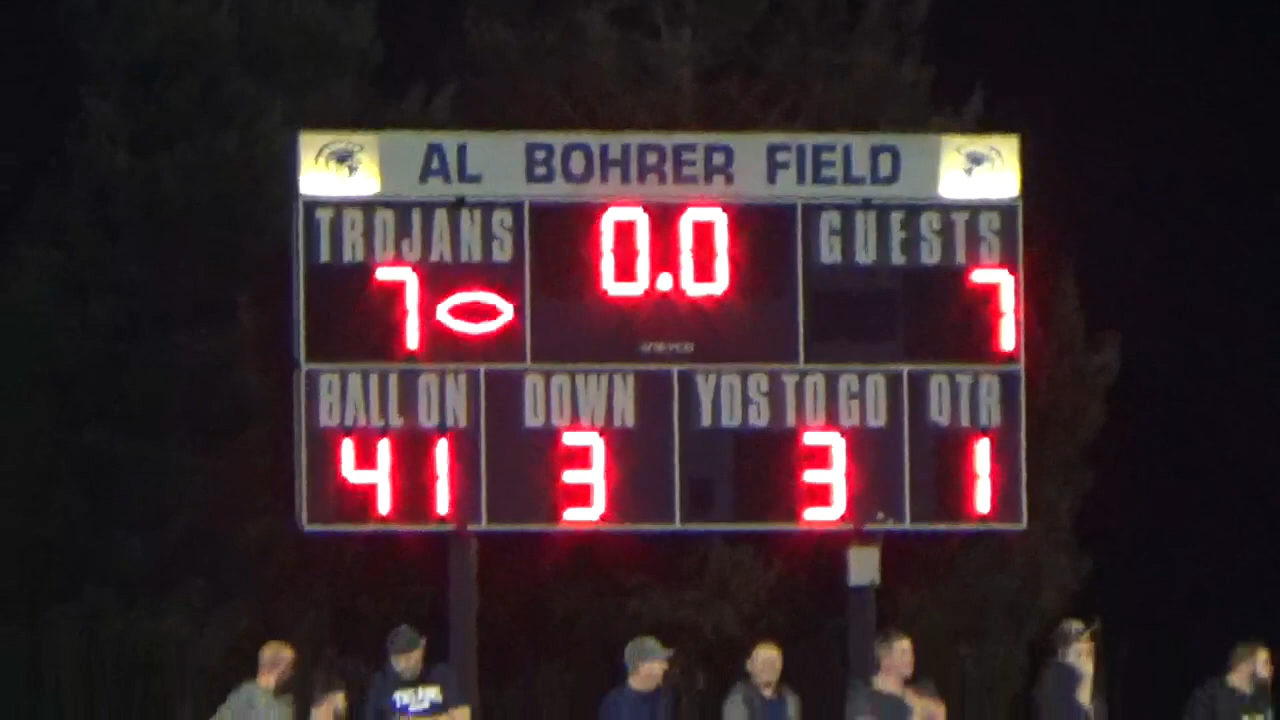 AL BOHRER FIELD
TROJANS 0.0 GUESTS
7 7
BALL ON DOWN YDS TO GO QTR
41 3 3 1